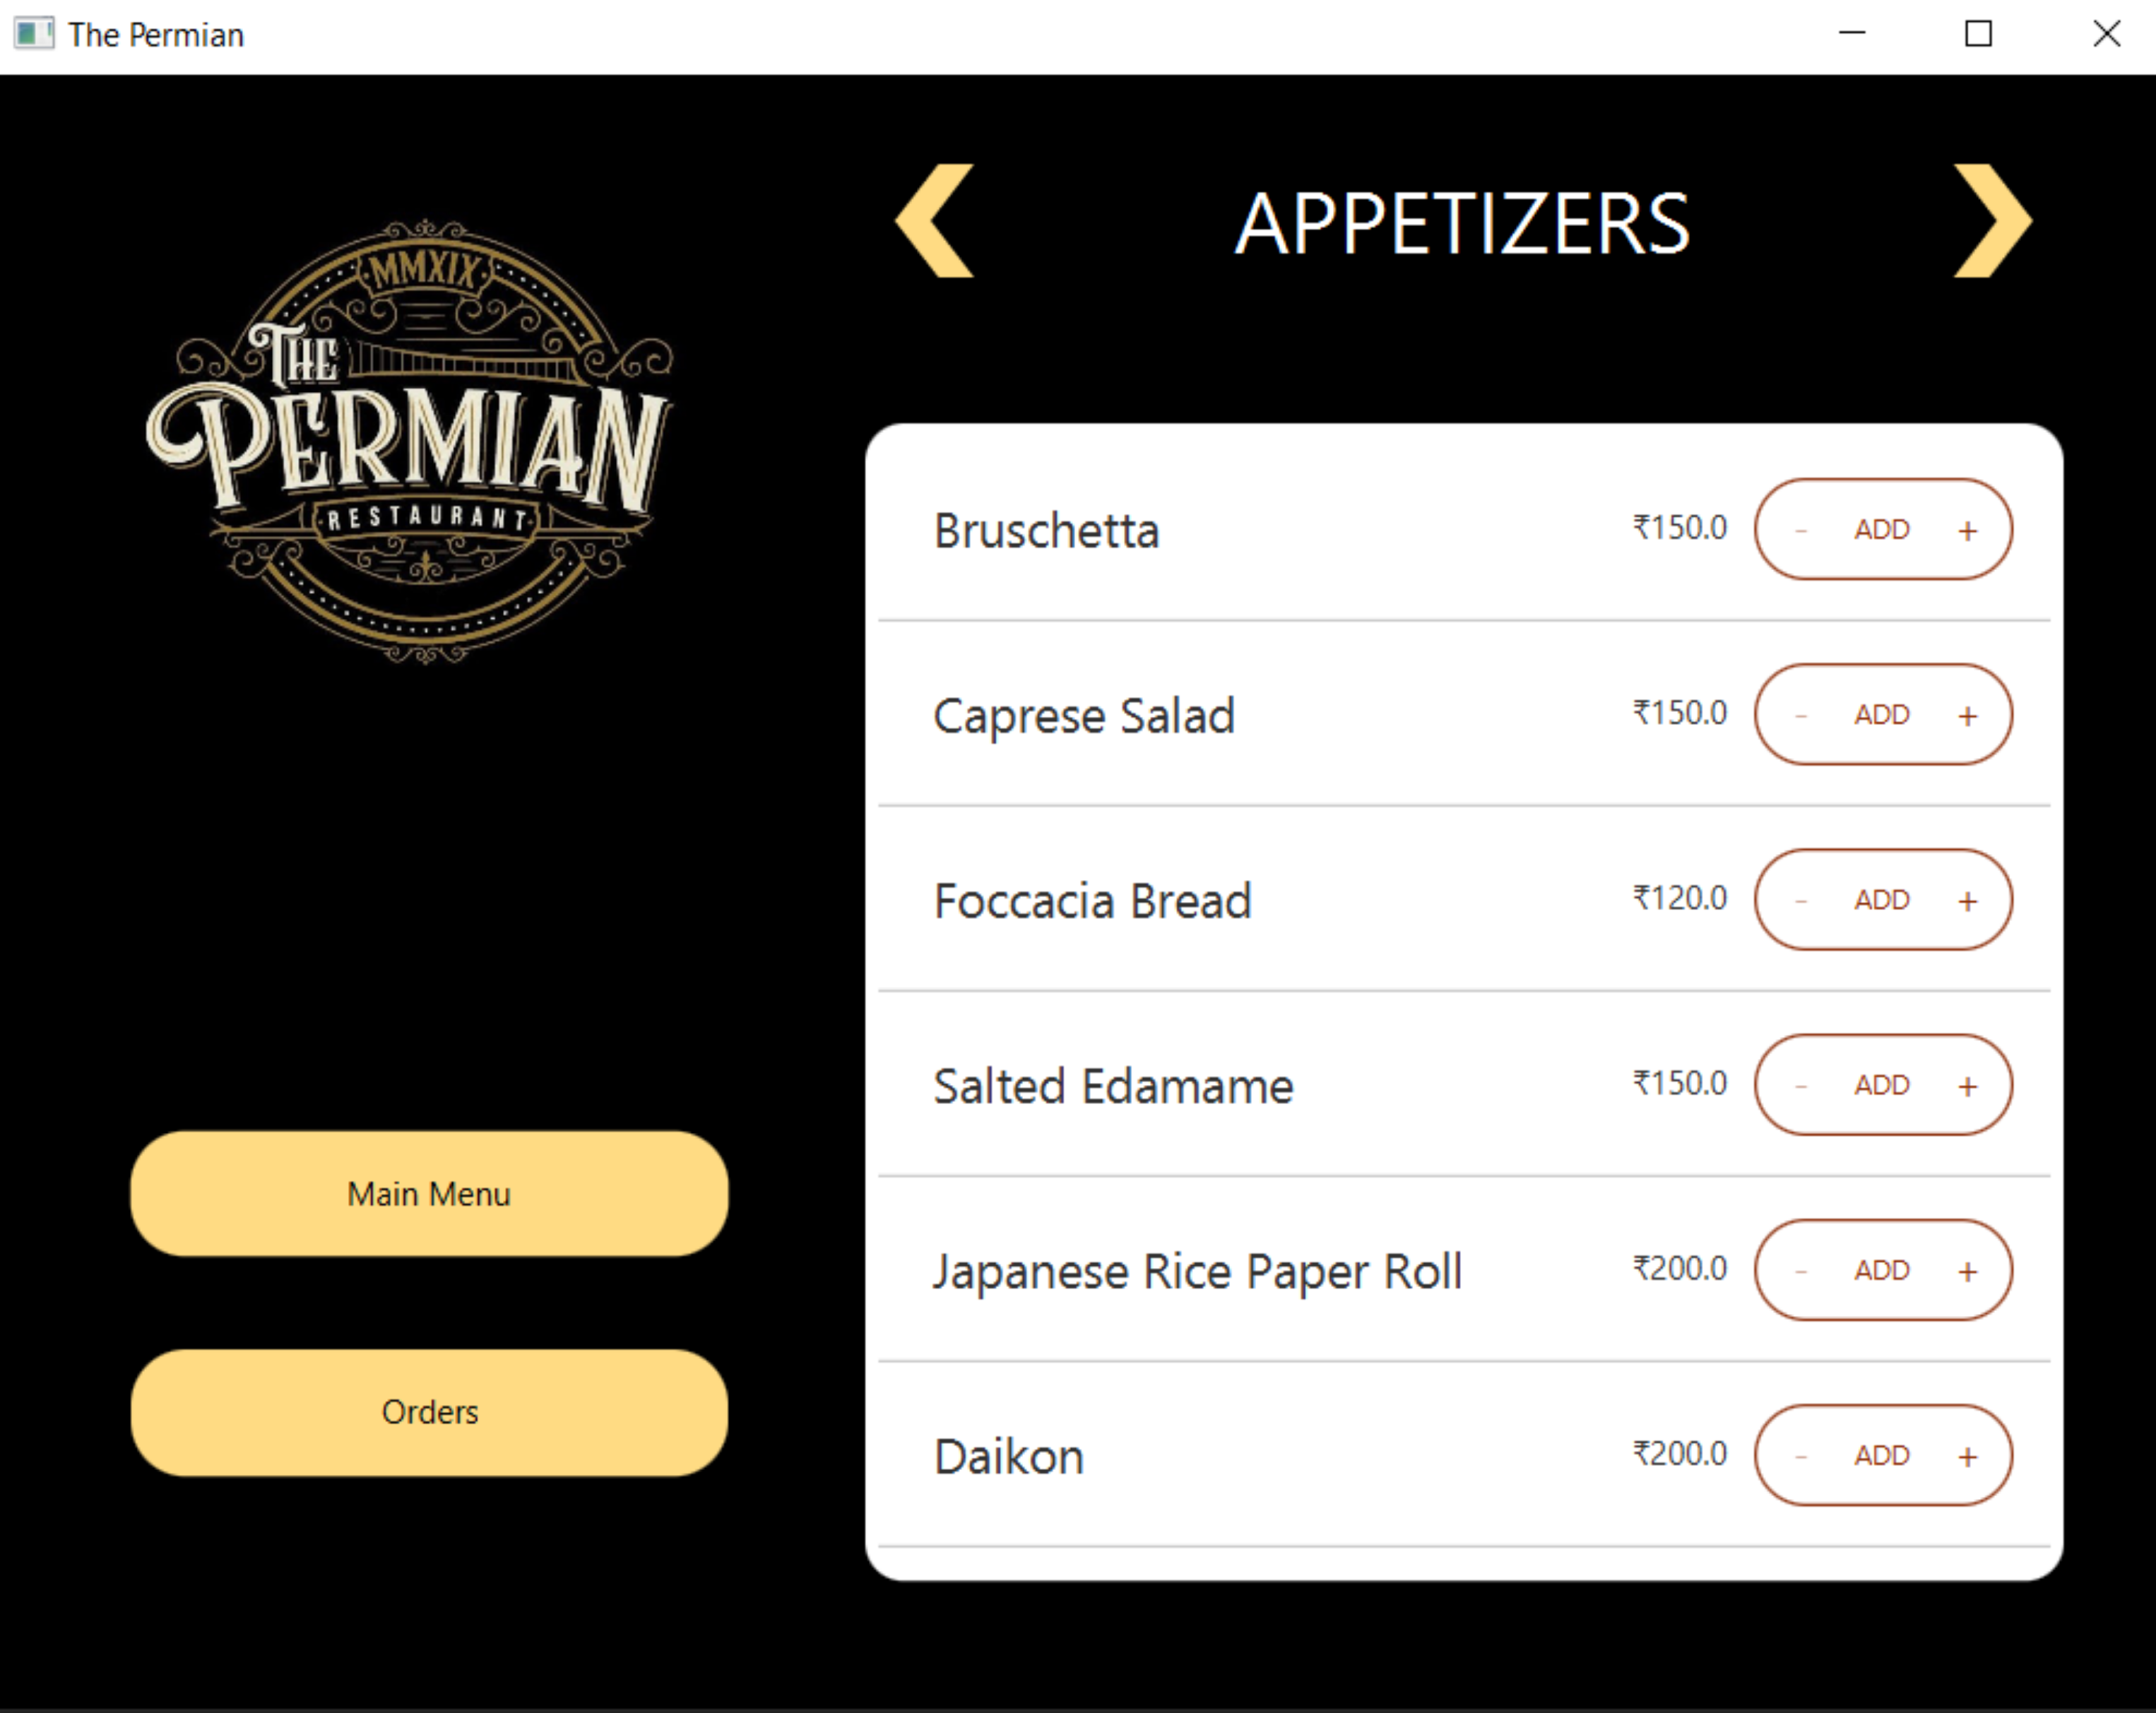 The Permian
MMXIX
THE
PERMIAN
RESTAURANT
Main Menu
Orders
APPETIZERS
Bruschetta ₹150.0 - ADD +
Caprese Salad ₹150.0 - ADD +
Foccacia Bread ₹120.0 - ADD +
Salted Edamame ₹150.0 - ADD +
Japanese Rice Paper Roll ₹200.0 - ADD +
Daikon ₹200.0 - ADD +